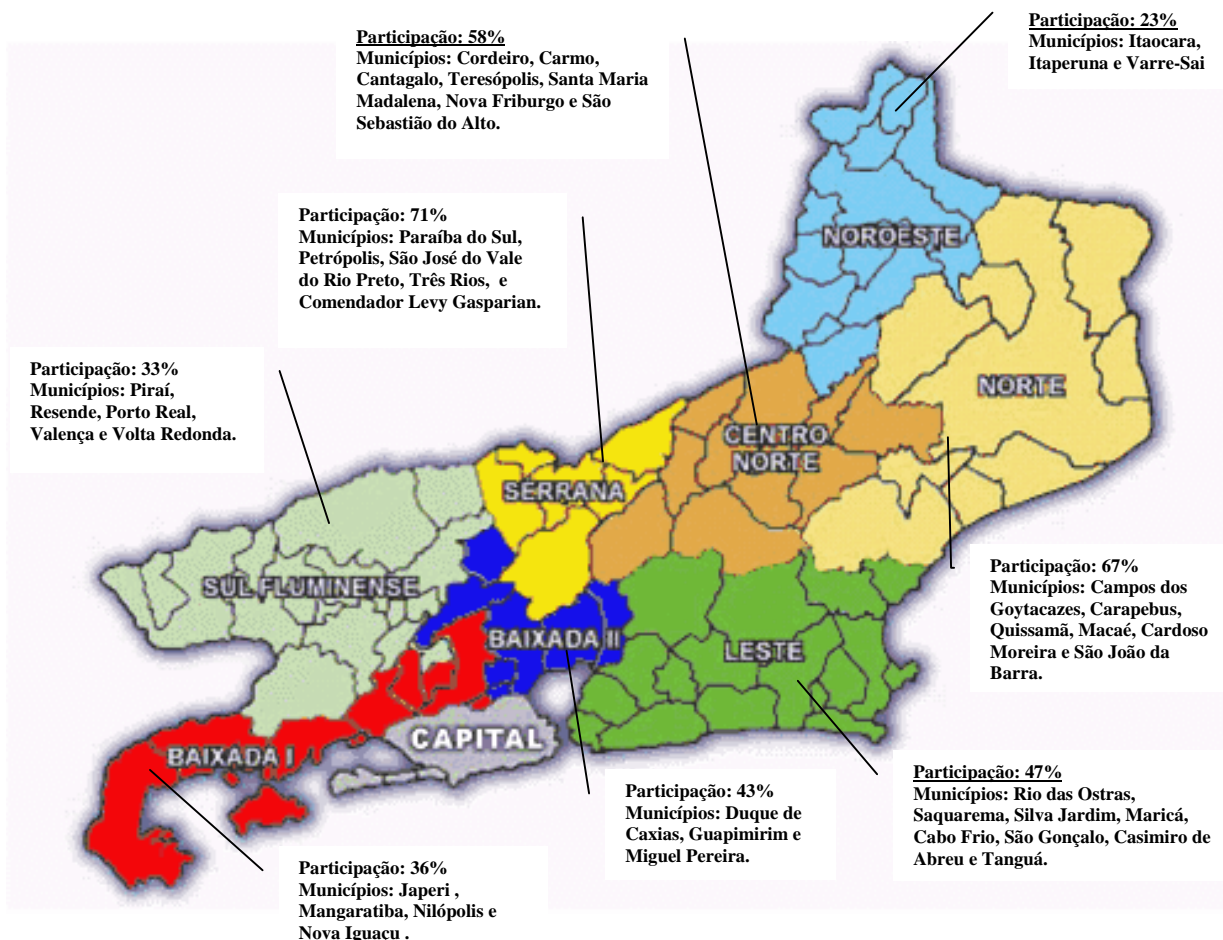 Participação: 23%
Municípios: Itaocara,
Itaperuna e Varre-Sai
Participação: 58%
Municípios: Cordeiro, Carmo,
Cantagalo, Teresópolis, Santa Maria
Madalena, Nova Friburgo e São
Sebastião do Alto.
Participação: 71%
Municípios: Paraíba do Sul,
Petrópolis, São José do Vale
do Rio Preto, Três Rios, e
Comendador Levy Gasparian.
NOROESTE
Participação: 33%
Municípios: Piraí,
Resende, Porto Real,
Valença e Volta Redonda.
NORTE
CENTRO
NORTE
SERRANA
SUL FLUMINENSE
BAIXADA II
LESTE
Participação: 67%
Municípios: Campos dos
Goytacazes, Carapebus,
Quissamã, Macaé, Cardoso
Moreira e São João da
Barra.
CAPITAL
BAIXADA I
Participação: 47%
Municípios: Rio das Ostras,
Saquarema, Silva Jardim, Maricá,
Cabo Frio, São Gonçalo, Casimiro de
Abreu e Tanguá.
Participação: 43%
Municípios: Duque de
Caxias, Guapimirim e
Miguel Pereira.
Participação: 36%
Municípios: Japeri ,
Mangaratiba, Nilópolis e
Nova Iguaçu .